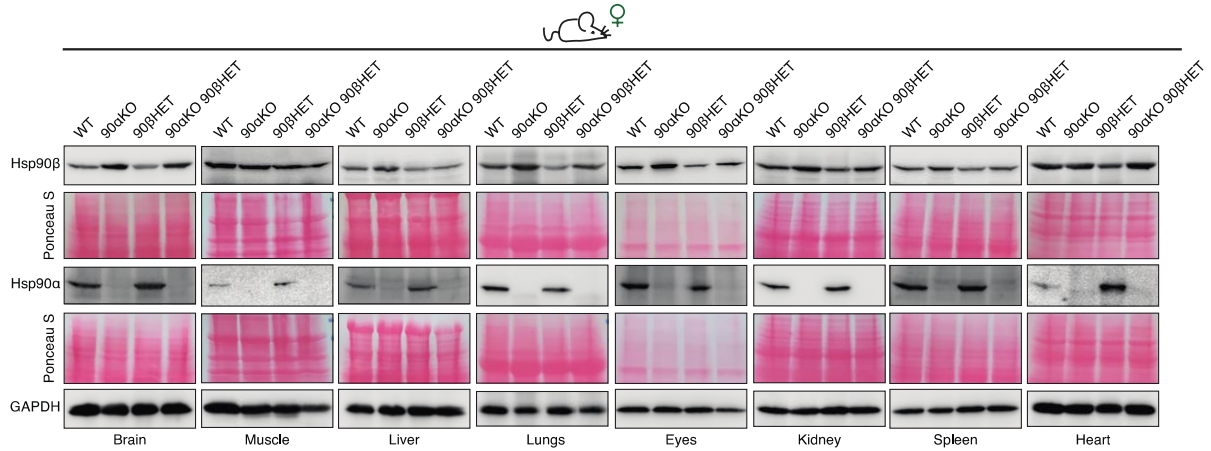 ♀
WT 90αKO 90βHET 90αKO 90βHET WT 90αKO 90βHET 90αKO 90βHET WT 90αKO 90βHET 90αKO 90βHET WT 90αKO 90βHET 90αKO 90βHET WT 90αKO 90βHET 90αKO 90βHET WT 90αKO 90βHET 90αKO 90βHET WT 90αKO 90βHET 90αKO 90βHET WT 90αKO 90βHET 90αKO 90βHET
Hsp90β
Ponceau S
Hsp90α
Ponceau S
GAPDH
Brain Muscle Liver Lungs Eyes Kidney Spleen Heart